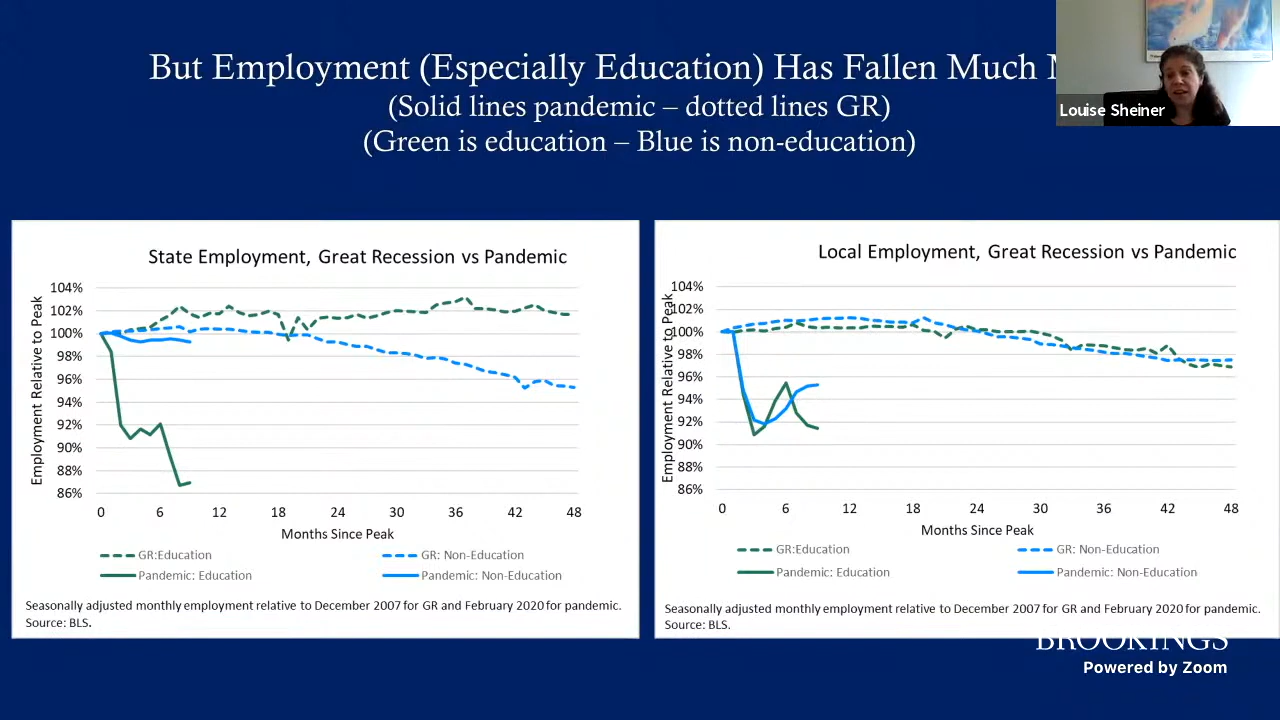 But Employment (Especially Education) Has Fallen Much
(Solid lines pandemic – dotted lines GR)
(Green is education – Blue is non-education)
Louise Sheiner
State Employment, Great Recession vs Pandemic
Employment Relative to Peak
104%
102%
100%
98%
96%
94%
92%
90%
88%
86%
0 6 12 18 24 30 36 42 48
Months Since Peak
GR:Education GR: Non-Education
Pandemic: Education Pandemic: Non-Education
Seasonally adjusted monthly employment relative to December 2007 for GR and February 2020 for pandemic.
Source: BLS.
Local Employment, Great Recession vs Pandemic
Employment Relative to Peak
104%
102%
100%
98%
96%
94%
92%
90%
88%
86%
0 6 12 18 24 30 36 42 48
Months Since Peak
GR:Education GR: Non-Education
Pandemic: Education Pandemic: Non-Education
Seasonally adjusted monthly employment relative to December 2007 for GR and February 2020 for pandemic.
Source: BLS.
BROOKINGS
Powered by Zoom